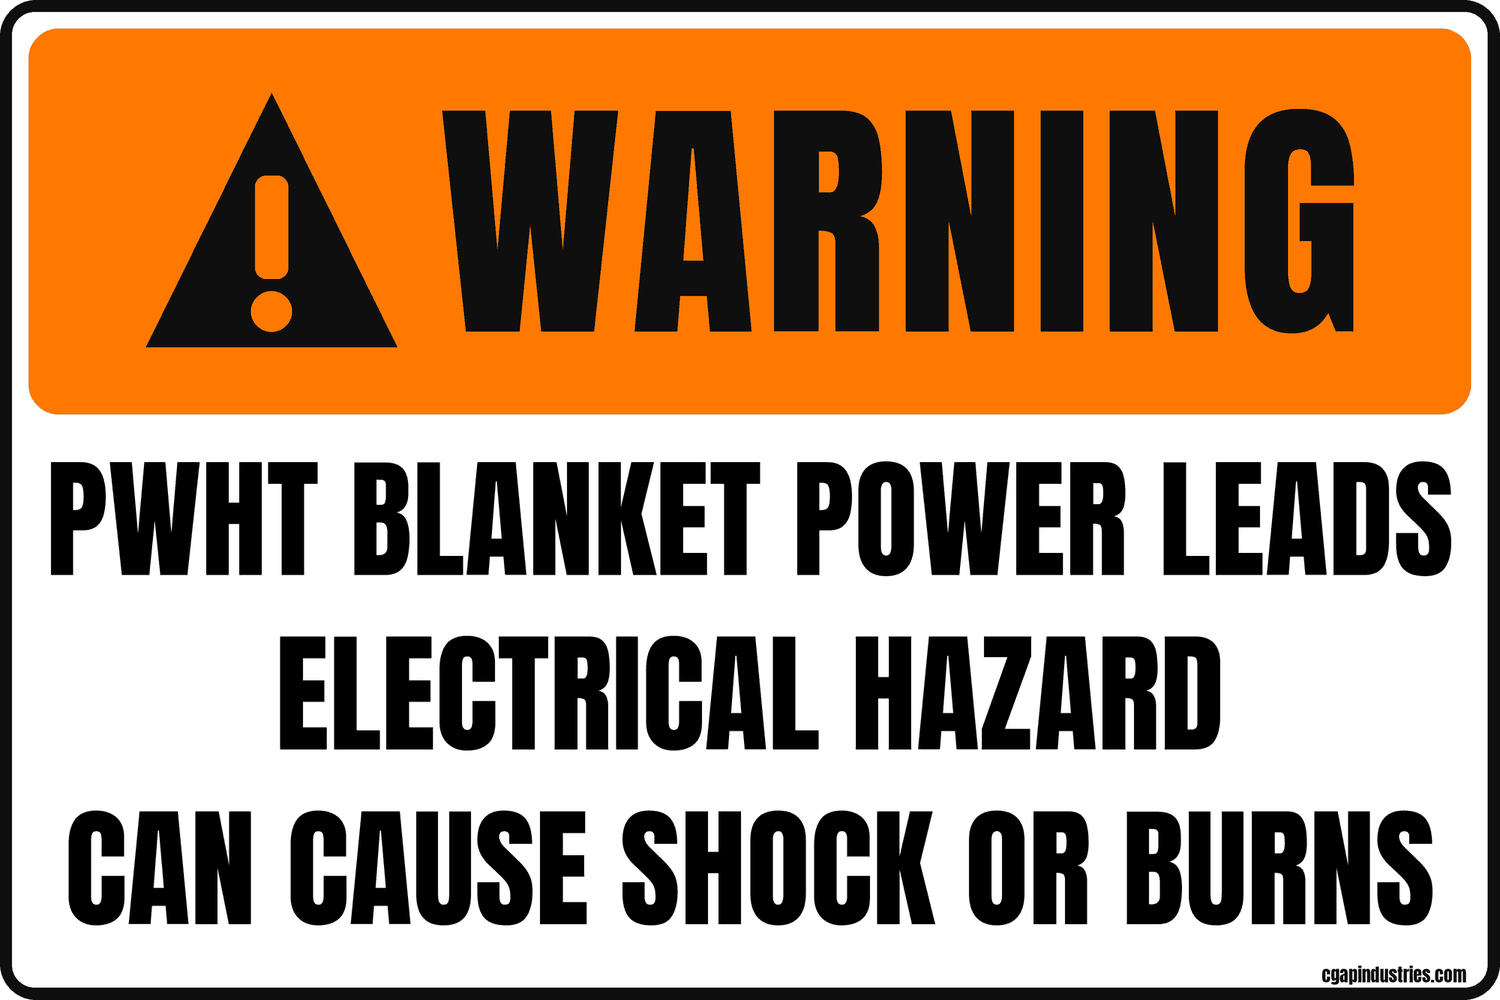 WARNING
PWHT BLANKET POWER LEADS
ELECTRICAL HAZARD
CAN CAUSE SHOCK OR BURNS
cgapindustries.com